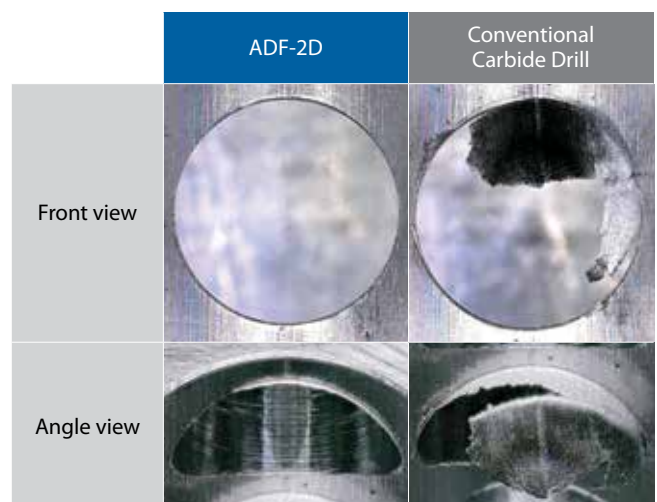 ADF-2D
Conventional
Carbide Drill
Front view
Angle view